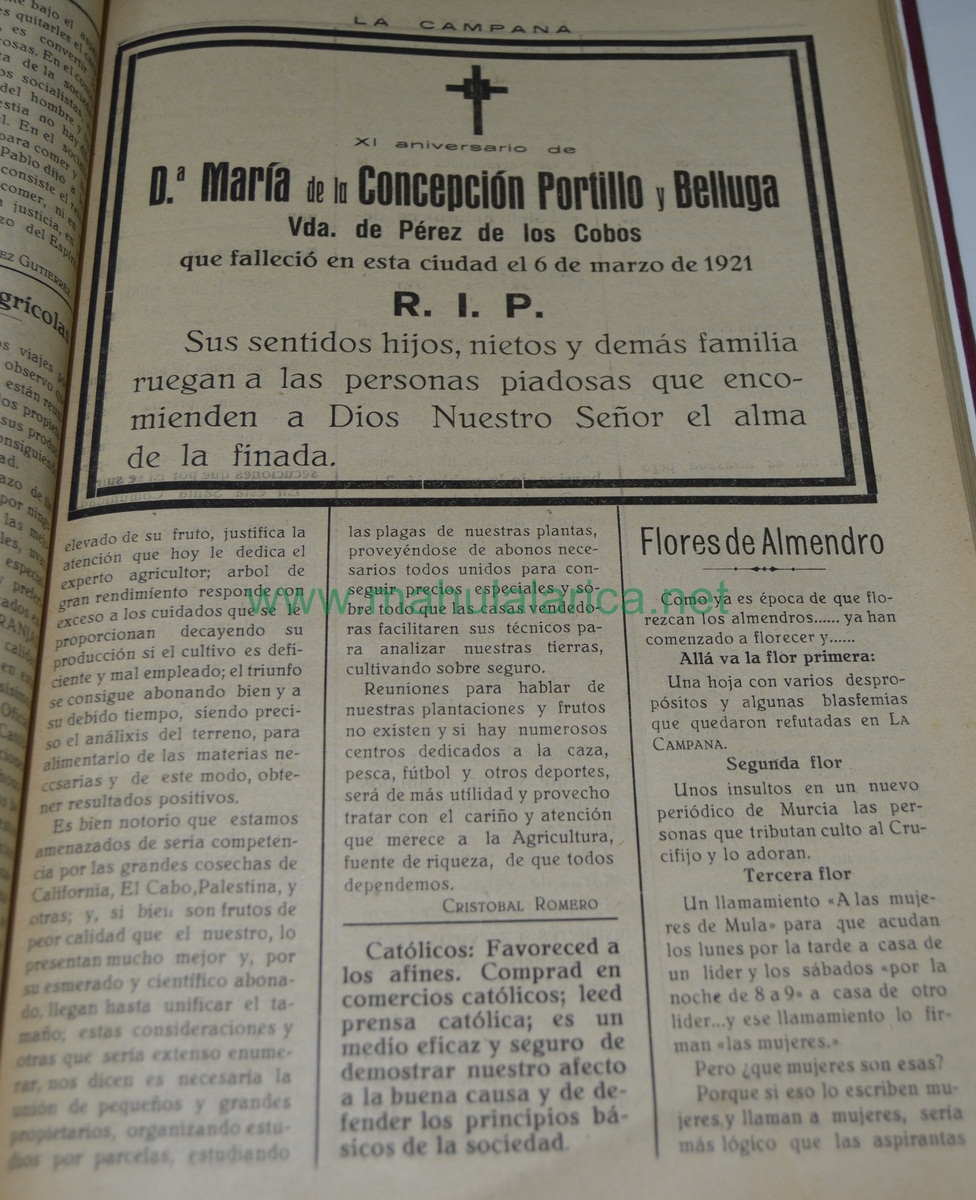 LA CAMPANA
XI aniversario de
D.ª María de la Concepción Portillo y Belluga
Vda. de Pérez de los Cobos
que falleció en esta ciudad el 6 de marzo de 1921
R. I. P.
Sus sentidos hijos, nietos y demás familia
ruegan a las personas piadosas que enco-
mienden a Dios Nuestro Señor el alma
de la finada.
elevado de su fruto, justifica la
atención que hoy le dedica el
experto agricultor; arbol de
gran rendimiento responde con
exceso a los cuidados que se le
proporcionan decayendo su
producción si el cultivo es defi-
ciente y mal empleado; el triunfo
se consigue abonando bien y a
su debido tiempo, siendo preci-
so el análixis del terreno, para
alimentarlo de las materias ne-
ccsarias y de este modo, obte-
ner resultados positivos.
Es bien notorio que estamos
amenazados de seria competen-
cia por las grandes cosechas de
California, El Cabo,Palestina, y
otras; y, si bien son frutos de
peor calidad que el nuestro, lo
presentan mucho mejor y, por
su esmerado y científico abona-
do, llegan hasta unificar el ta-
maño; estas consideraciones y
otras que sería extenso enume-
rar, nos dicen es necesaria la
unión de pequeños y grandes
propietarios, organizando estu-
dios por parcelas, estudiando
las plagas de nuestras plantas,
proveyéndose de abonos nece-
sarios todos unidos para con-
seguir precios especiales y so-
bre todo que las casas vendedo-
ras facilitaren sus técnicos pa-
ra analizar nuestras tierras,
cultivando sobre seguro.
Reuniones para hablar de
nuestras plantaciones y frutos
no existen y si hay numerosos
centros dedicados a la caza,
pesca, fútbol y otros deportes,
será de más utilidad y provecho
tratar con el cariño y atención
que merece a la Agricultura,
fuente de riqueza, de que todos
dependemos.
CRISTOBAL ROMERO
Católicos: Favoreced a
los afines. Comprad en
comercios católicos; leed
prensa católica; es un
medio eficaz y seguro de
demostrar nuestro afecto
a la buena causa y de de-
fender los principios bá-
sicos de la sociedad.
Flores de Almendro
Como ya es época de que flo-
rezcan los almendros...... ya han
comenzado a florecer y......
Allá va la flor primera:
Una hoja con varios despro-
pósitos y algunas blasfemias
que quedaron refutadas en LA
CAMPANA.
Segunda flor
Unos insultos en un nuevo
periódico de Murcia las per-
sonas que tributan culto al Cru-
cifijo y lo adoran.
Tercera flor
Un llamamiento «A las muje-
res de Mula» para que acudan
los lunes por la tarde a casa de
un lider y los sábados «por la
noche de 8 a 9» a casa de otro
lider...y ese llamamiento lo fir-
man «las mujeres.»
Pero ¿que mujeres son esas?
Porque si eso lo escriben mu-
jeres y llaman a mujeres, sería
más lógico que las aspirantas